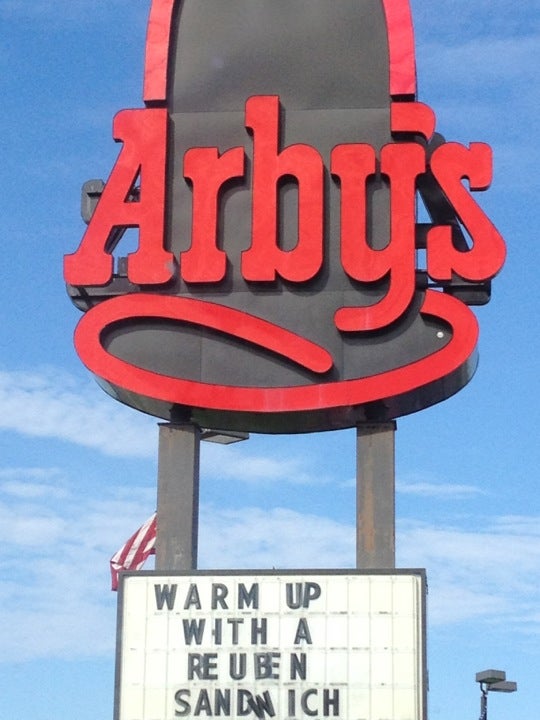 Arby's
WARM UP
WITH A
REUBEN
SANDWICH